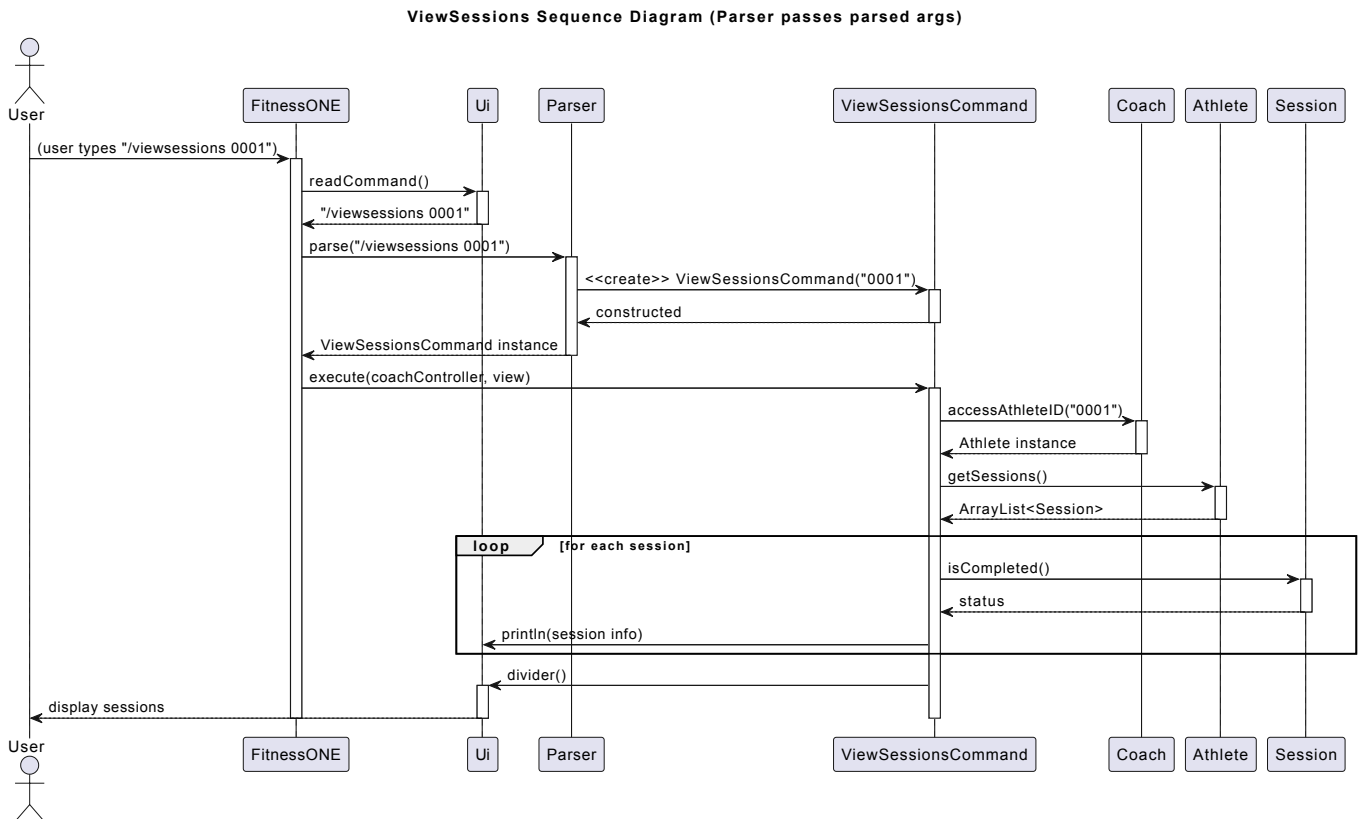 ViewSessions Sequence Diagram (Parser passes parsed args)
User
FitnessONE
Ui
Parser
ViewSessionsCommand
Coach
Athlete
Session
(user types "/viewsessions 0001")
readCommand()
"/viewsessions 0001"
parse("/viewsessions 0001")
<<create>> ViewSessionsCommand("0001")
constructed
ViewSessionsCommand instance
execute(coachController, view)
accessAthleteID("0001")
Athlete instance
getSessions()
ArrayList<Session>
loop
[for each session]
isCompleted()
status
println(session info)
divider()
display sessions
User
FitnessONE
Ui
Parser
ViewSessionsCommand
Coach
Athlete
Session